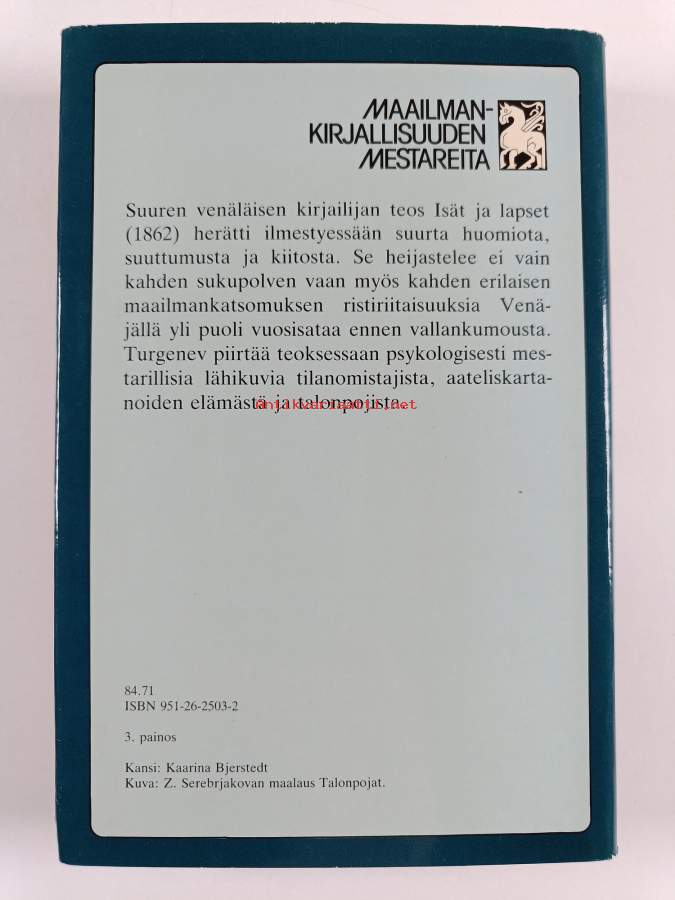 MAAILMAN-
KIRJALLISUUDEN
MESTAREITA
Suuren venäläisen kirjailijan teos Isät ja lapset
(1862) herätti ilmestyessään suurta huomiota,
suuttumusta ja kiitosta. Se heijastelee ei vain
kahden sukupolven vaan myös kahden erilaisen
maailmankatsomuksen ristiriitaisuuksia Venä-
jällä yli puoli vuosisataa ennen vallankumousta.
Turgenev piirtää teoksessaan psykologisesti mes-
tarillisia lähikuvia tilanomistajista, aateliskarta-
noiden elämästä ja talonpojista.
Antikvariaatti.net
84.71
ISBN 951-26-2503-2
3. painos
Kansi: Kaarina Bjerstedt
Kuva: Z. Serebrjakovan maalaus Talonpojat.